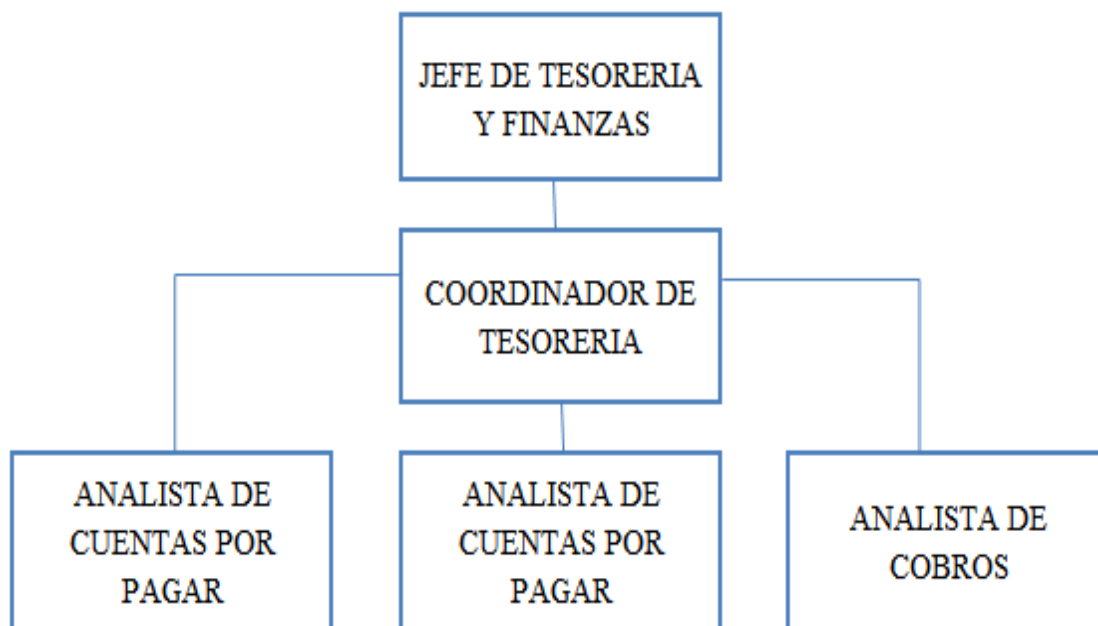 JEFE DE TESORERIA
Y FINANZAS
COORDINADOR DE
TESORERIA
ANALISTA DE
CUENTAS POR
PAGAR
ANALISTA DE
CUENTAS POR
PAGAR
ANALISTA DE
COBROS